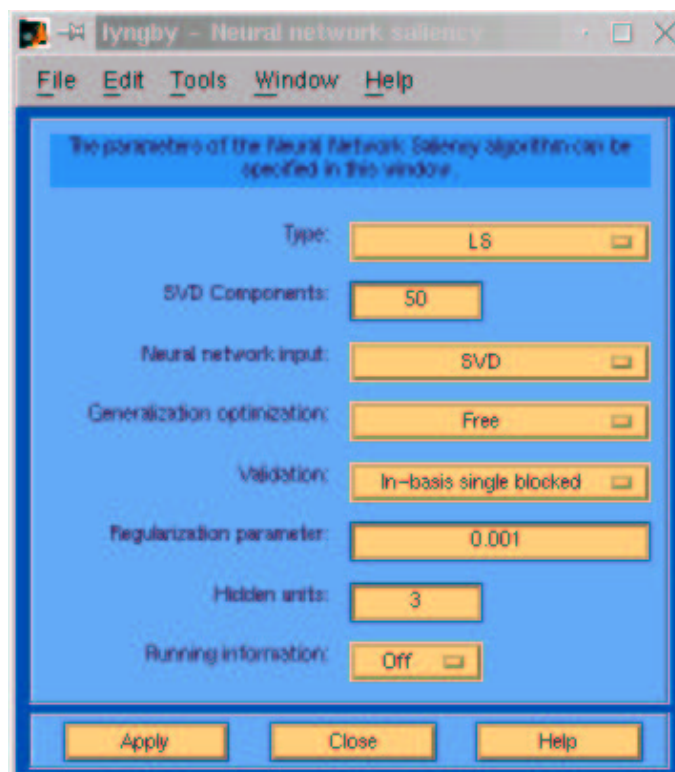 lyngby - Neural network saliency
File Edit Tools Window Help
The parameters of the Neural Network Saliency algorithm can be
specified in this window.
Type: LS
SVD Components: 50
Neural network input: SVD
Generalization optimization: Free
Validation: In-basis single blocked
Regularization parameter: 0.001
Hidden units: 3
Running information: Off
Apply Close Help